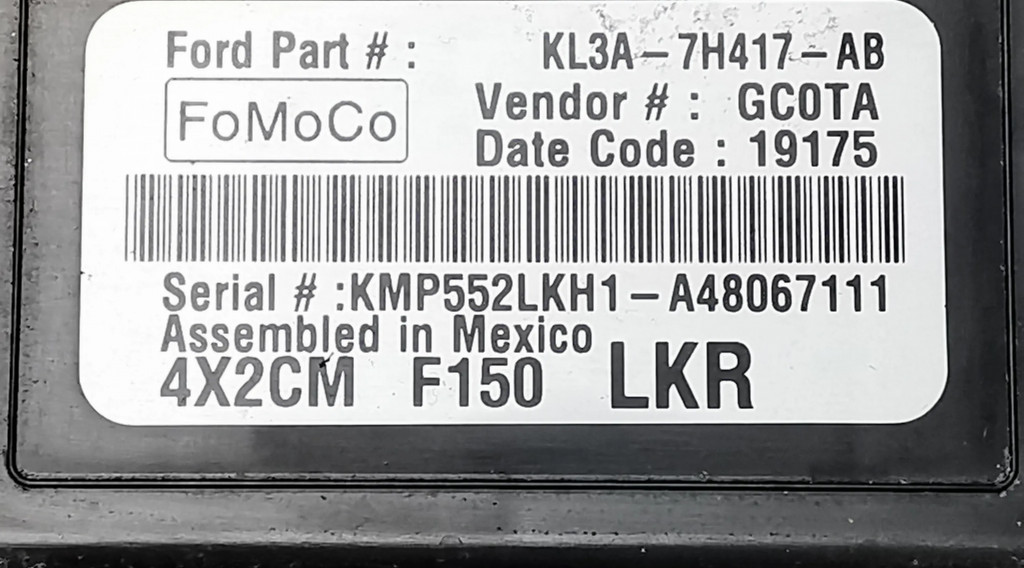 Ford Part # : KL3A-7H417-AB
FoMoCo
Vendor # : GC0TA
Date Code : 19175
Serial # :KMP552LKH1-A48067111
Assembled in Mexico
4X2CM F150 LKR